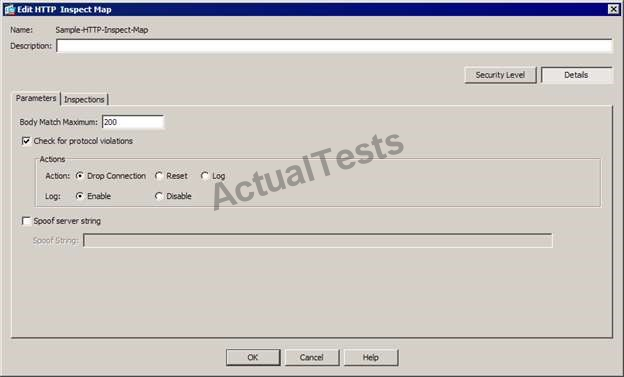 Edit HTTP Inspect Map
Name: Sample-HTTP-Inspect-Map
Description:
Security Level Details
Parameters Inspections
Body Match Maximum: 200
Check for protocol violations
Actions
Action: Drop Connection Reset Log
Log: Enable Disable
Spoof server string
Spoof String:
ActualTests
OK Cancel Help